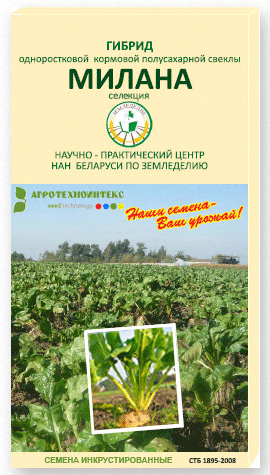 ГИБРИД
одноростковой кормовой полусахарной свеклы
МИЛАНА
селекция
ЗЕМЛЕДЕЛИЕ
НАУЧНО - ПРАКТИЧЕСКИЙ ЦЕНТР
НАН БЕЛАРУСИ ПО ЗЕМЛЕДЕЛИЮ
АГРОТЕХНОИНТЕКС
seed technology
Наши семена-
Ваш урожай!
СЕМЕНА ИНКРУСТИРОВАННЫЕ
СТБ 1895-2008